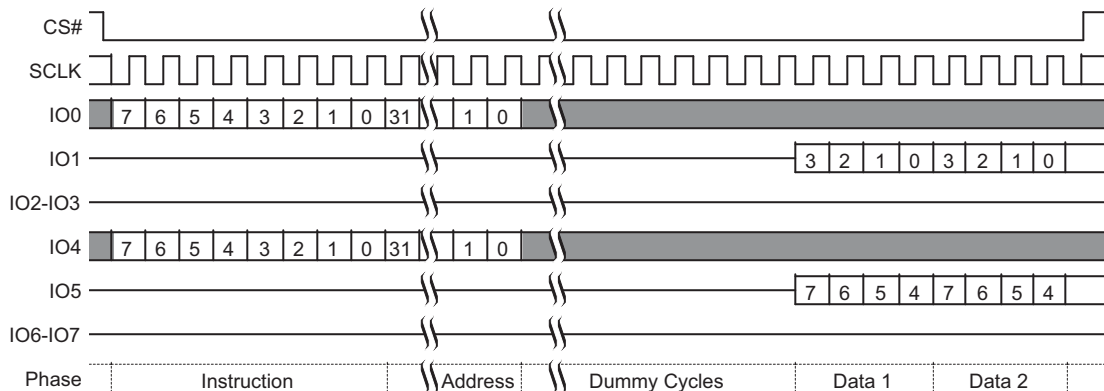 CS#
SCLK
IO0 7 6 5 4 3 2 1 0 31 1 0
IO1 3 2 1 0 3 2 1 0
IO2-IO3
IO4 7 6 5 4 3 2 1 0 31 1 0
IO5 7 6 5 4 7 6 5 4
IO6-IO7
Phase Instruction Address Dummy Cycles Data 1 Data 2